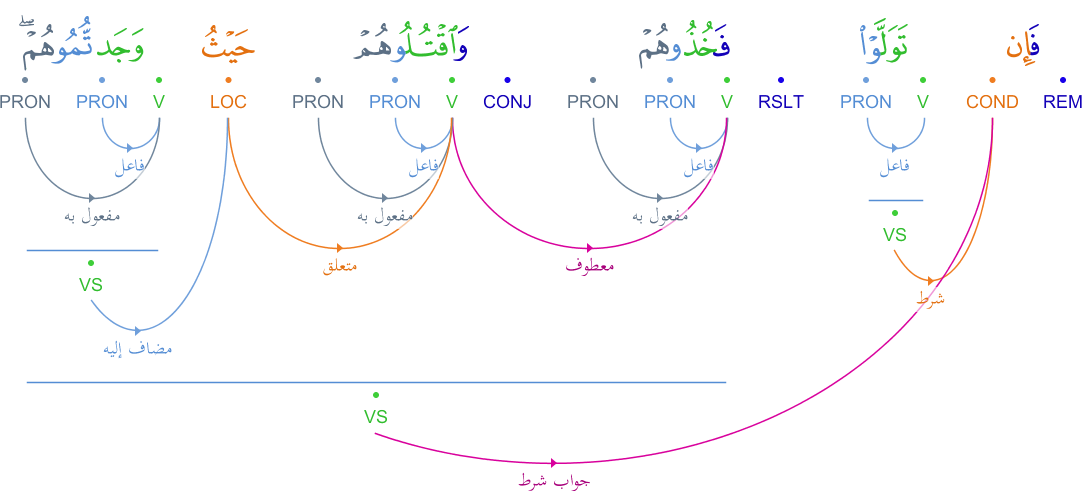 فَإِن تَوَلَّوْا۟ فَخُذُوهُمْ وَٱقْتُلُوهُمْ حَيْثُ وَجَدتُّمُوهُمْ ۖ
REM COND V PRON RSLT V PRON PRON CONJ V PRON PRON LOC V PRON PRON
فاعل فاعل فاعل فاعل
مفعول به مفعول به مفعول به
VS
معطوف متعلق
VS
شرط
مضاف إليه
VS
جواب شرط